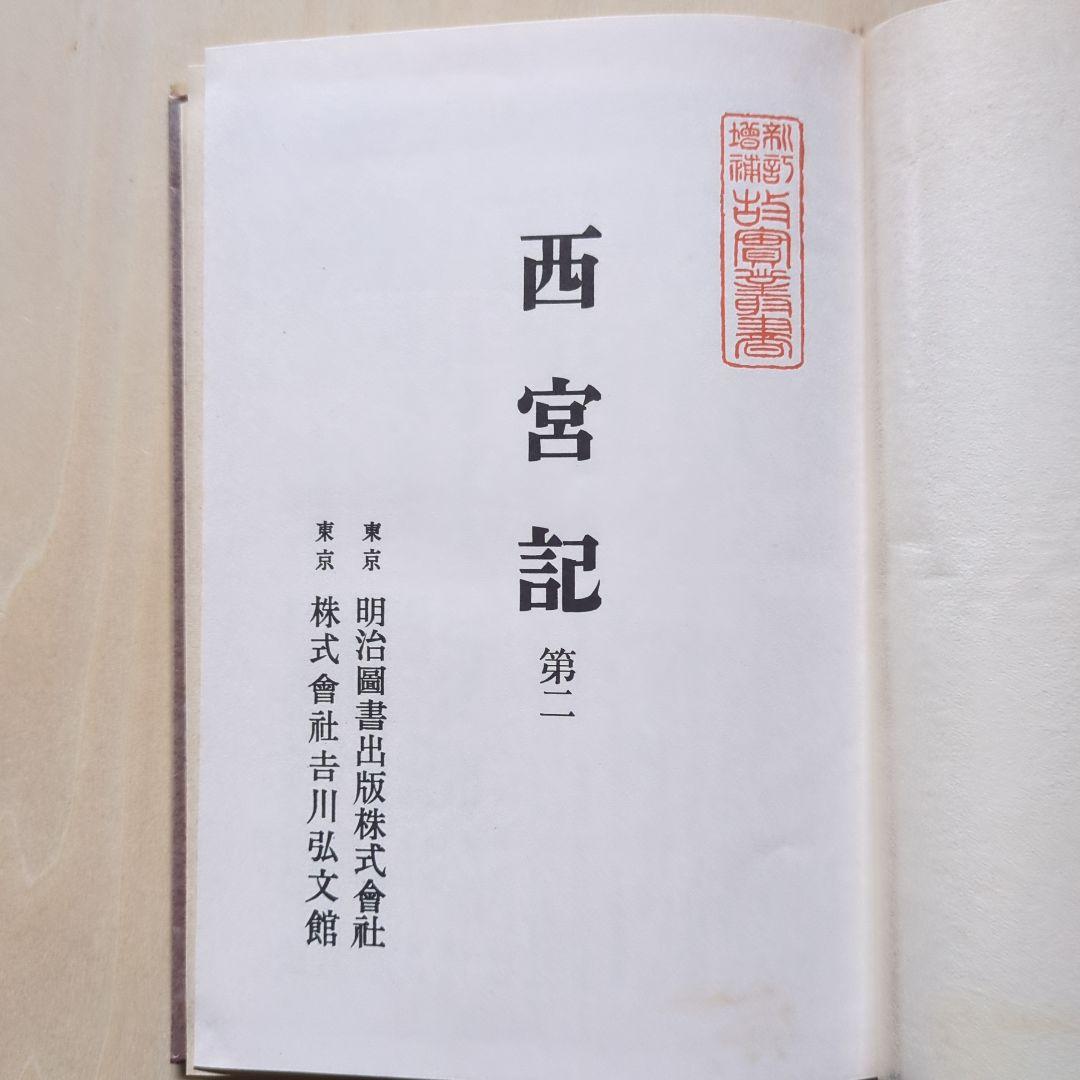 新訂
增補
故實叢書
西宮記 第二
東京 明治圖書出版株式會社
東京 株式會社吉川弘文館